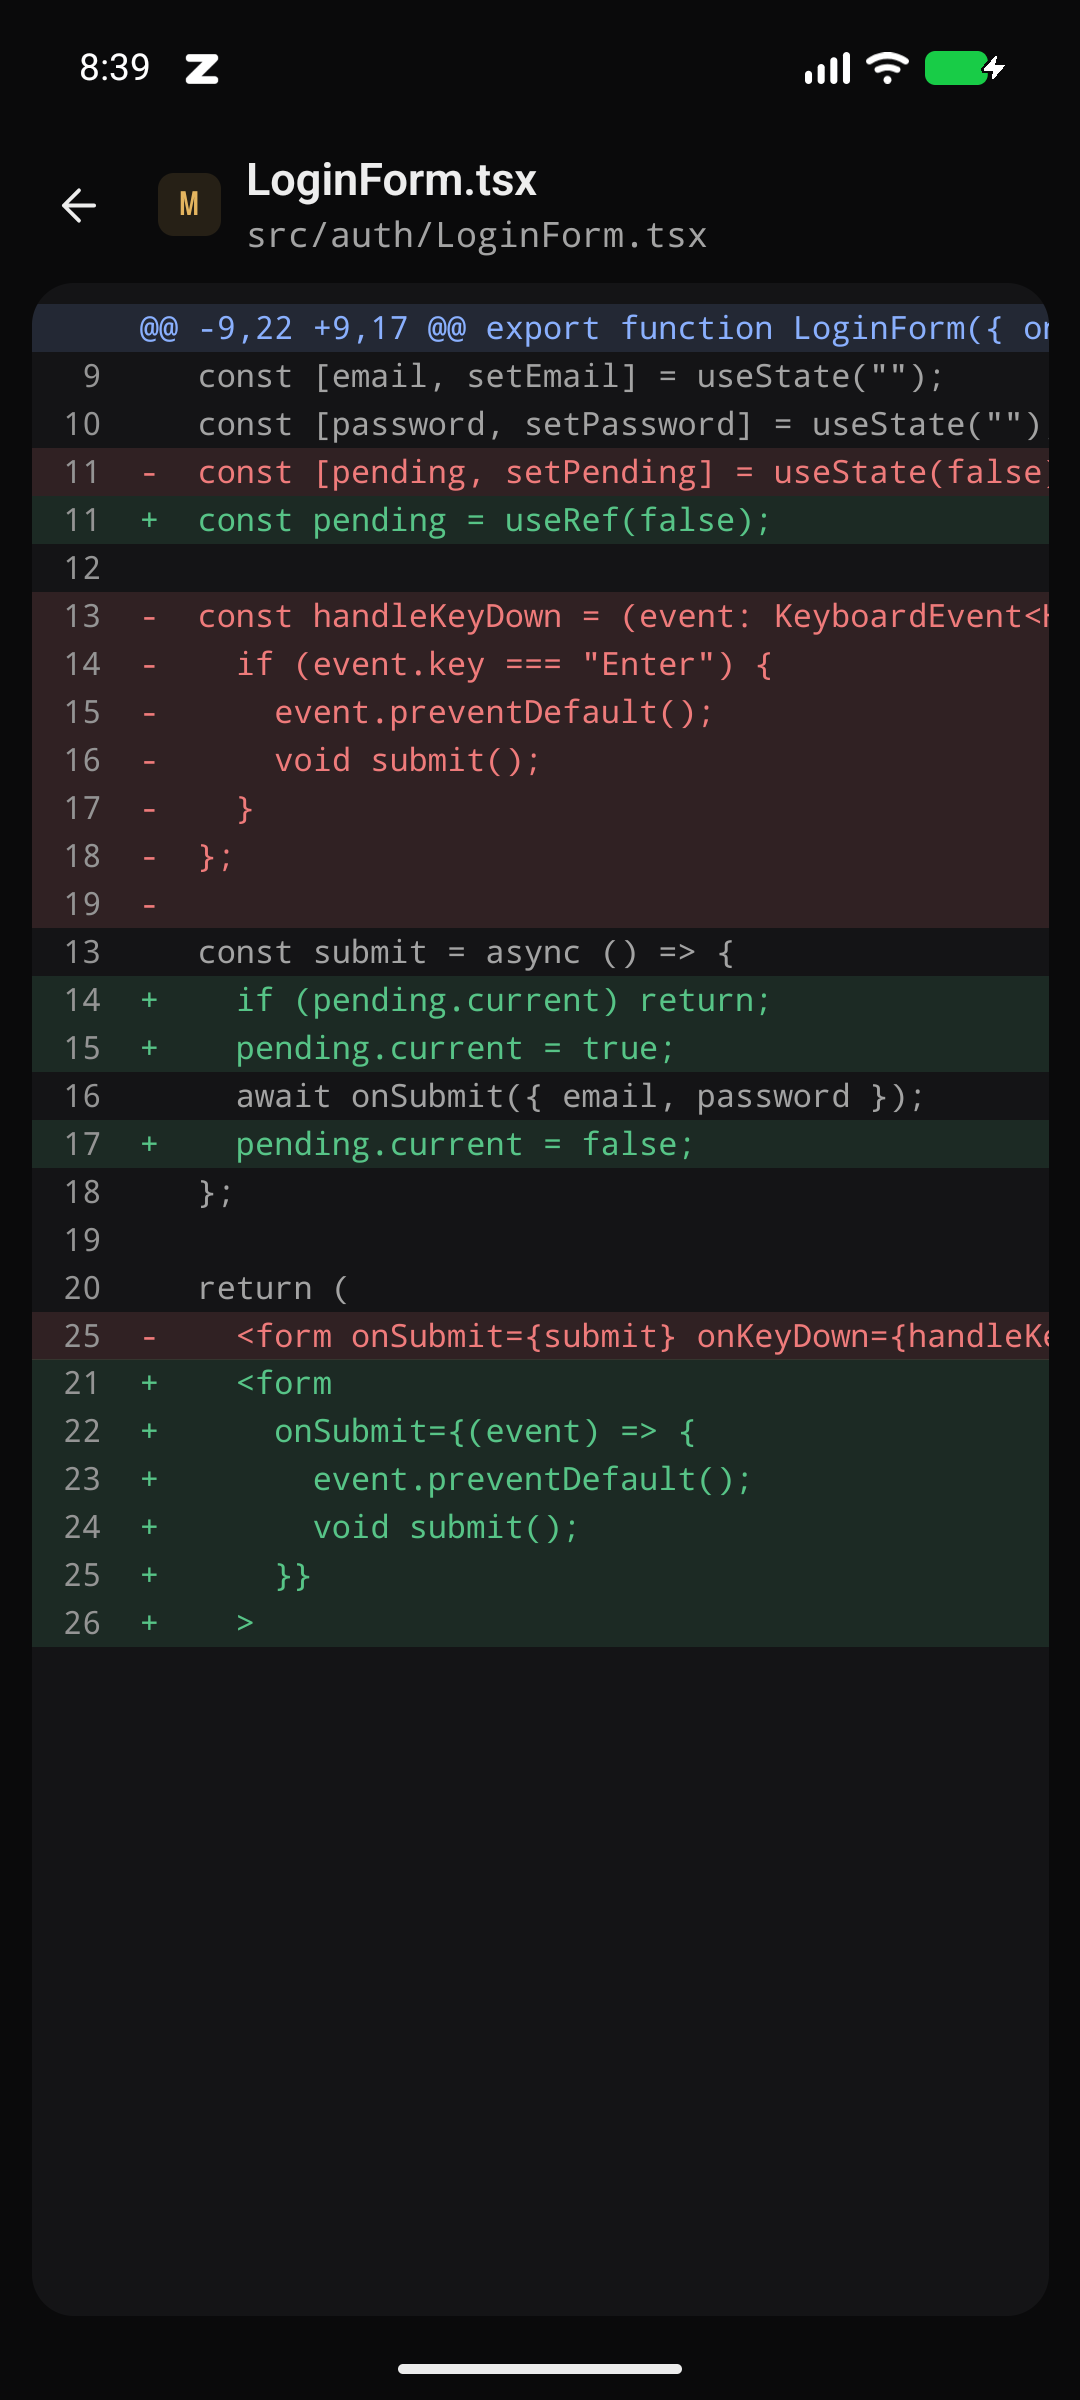 8:39
M
LoginForm.tsx
src/auth/LoginForm.tsx
@@ -9,22 +9,17 @@ export function LoginForm({ on
9 const [email, setEmail] = useState("");
10 const [password, setPassword] = useState("")
11 - const [pending, setPending] = useState(false)
11 + const pending = useRef(false);
12
13 - const handleKeyDown = (event: KeyboardEvent<H
14 - if (event.key === "Enter") {
15 - event.preventDefault();
16 - void submit();
17 - }
18 - };
19 -
13 const submit = async () => {
14 + if (pending.current) return;
15 + pending.current = true;
16 await onSubmit({ email, password });
17 + pending.current = false;
18 };
19
20 return (
25 - <form onSubmit={submit} onKeyDown={handleKe
21 + <form
22 + onSubmit={(event) => {
23 + event.preventDefault();
24 + void submit();
25 + }}
26 + >